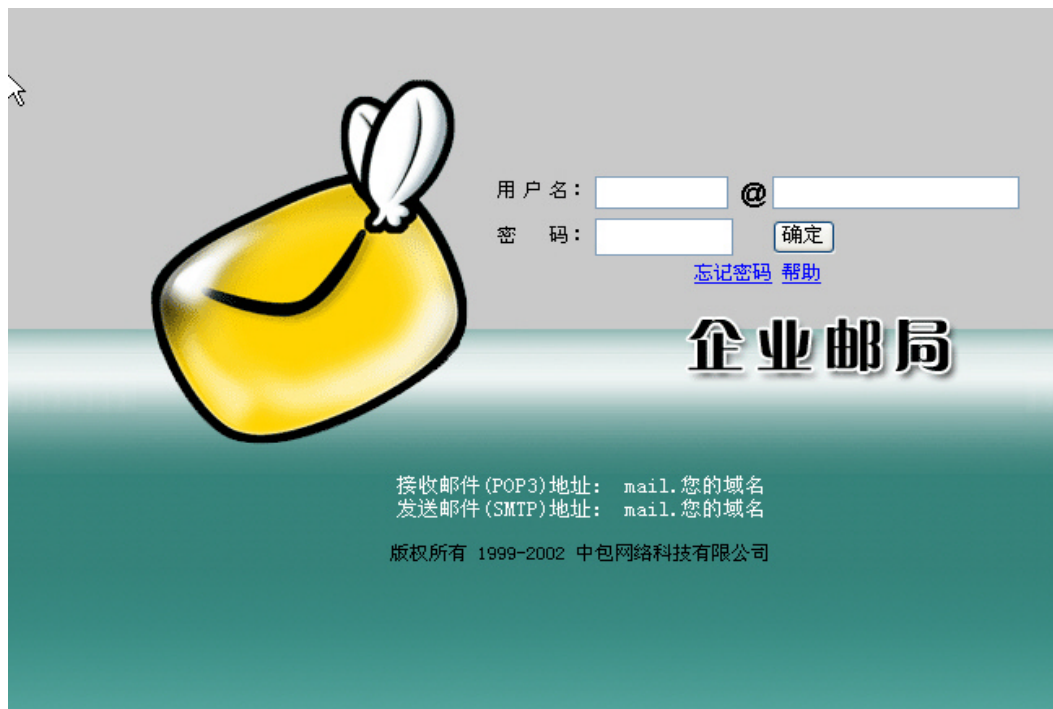 用 户 名： @
密 码： 确定
忘记密码 帮助
企业邮局
接收邮件(POP3)地址： mail.您的域名
发送邮件(SMTP)地址： mail.您的域名
版权所有 1999-2002 中包网络科技有限公司